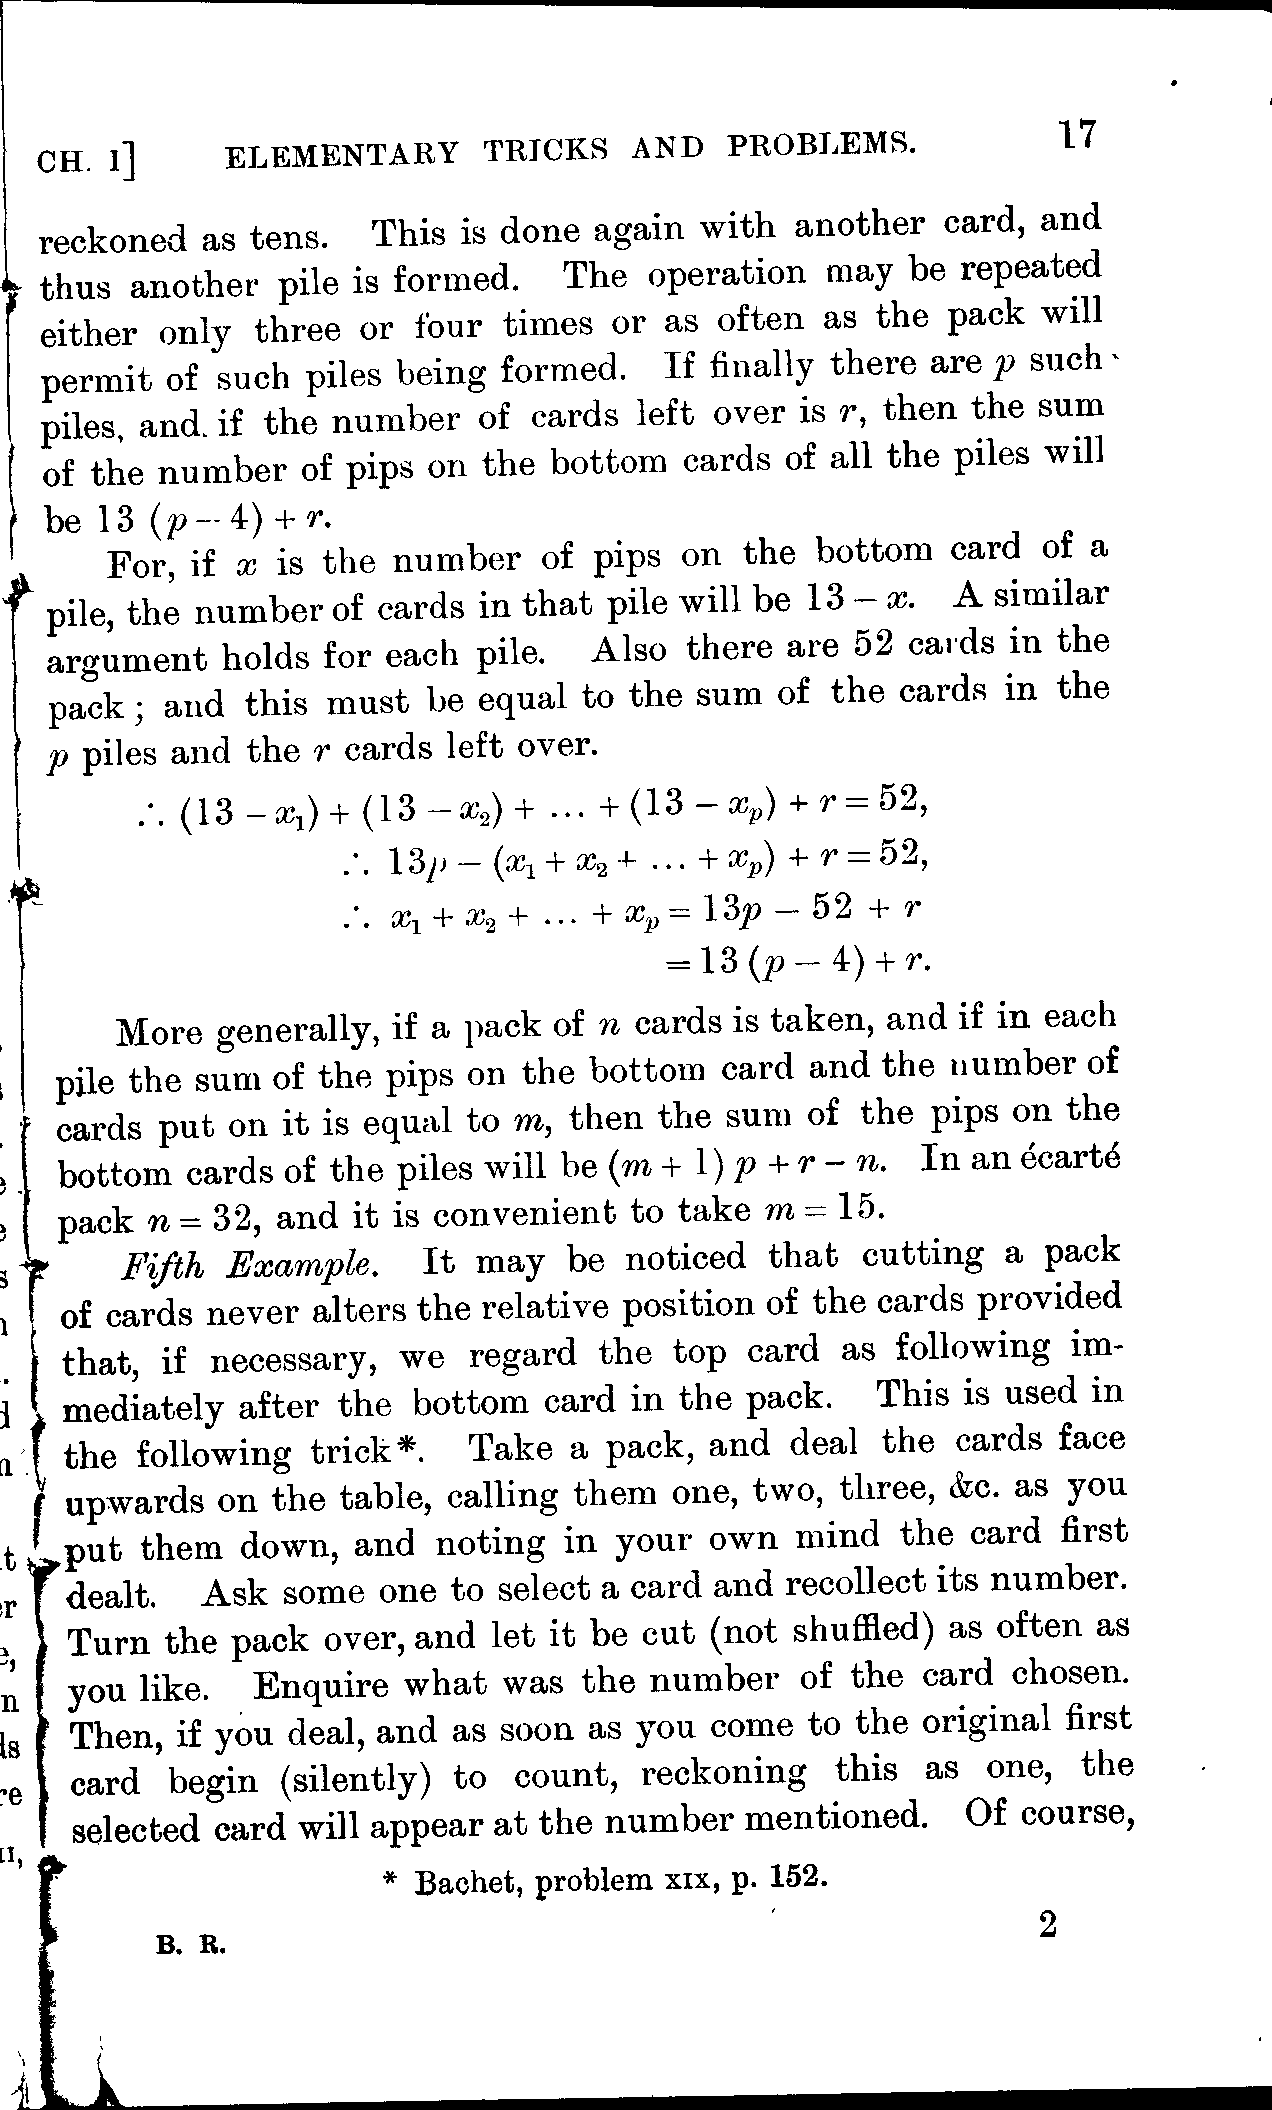 CH. I] ELEMENTARY TRICKS AND PROBLEMS. 17
reckoned as tens. This is done again with another card, and
thus another pile is formed. The operation may be repeated
either only three or four times or as often as the pack will
permit of such piles being formed. If finally there are p such
piles, and if the number of cards left over is r, then the sum
of the number of pips on the bottom cards of all the piles will
be 13 (p – 4) + r.
For, if x is the number of pips on the bottom card of a
pile, the number of cards in that pile will be 13 – x. A similar
argument holds for each pile. Also there are 52 cards in the
pack; and this must be equal to the sum of the cards in the
p piles and the r cards left over.
∴ (13 – x₁) + (13 – x₂) + ... + (13 – xₚ) + r = 52,
∴ 13p – (x₁ + x₂ + ... + xₚ) + r = 52,
∴ x₁ + x₂ + ... + xₚ = 13p – 52 + r
= 13 (p – 4) + r.
More generally, if a pack of n cards is taken, and if in each
pile the sum of the pips on the bottom card and the number of
cards put on it is equal to m, then the sum of the pips on the
bottom cards of the piles will be (m + 1) p + r – n. In an écarté
pack n = 32, and it is convenient to take m = 15.
Fifth Example. It may be noticed that cutting a pack
of cards never alters the relative position of the cards provided
that, if necessary, we regard the top card as following im-
mediately after the bottom card in the pack. This is used in
the following trick*. Take a pack, and deal the cards face
upwards on the table, calling them one, two, three, &c. as you
put them down, and noting in your own mind the card first
dealt. Ask some one to select a card and recollect its number.
Turn the pack over, and let it be cut (not shuffled) as often as
you like. Enquire what was the number of the card chosen.
Then, if you deal, and as soon as you come to the original first
card begin (silently) to count, reckoning this as one, the
selected card will appear at the number mentioned. Of course,
* Bachet, problem XIX, p. 152.
B. R. 2